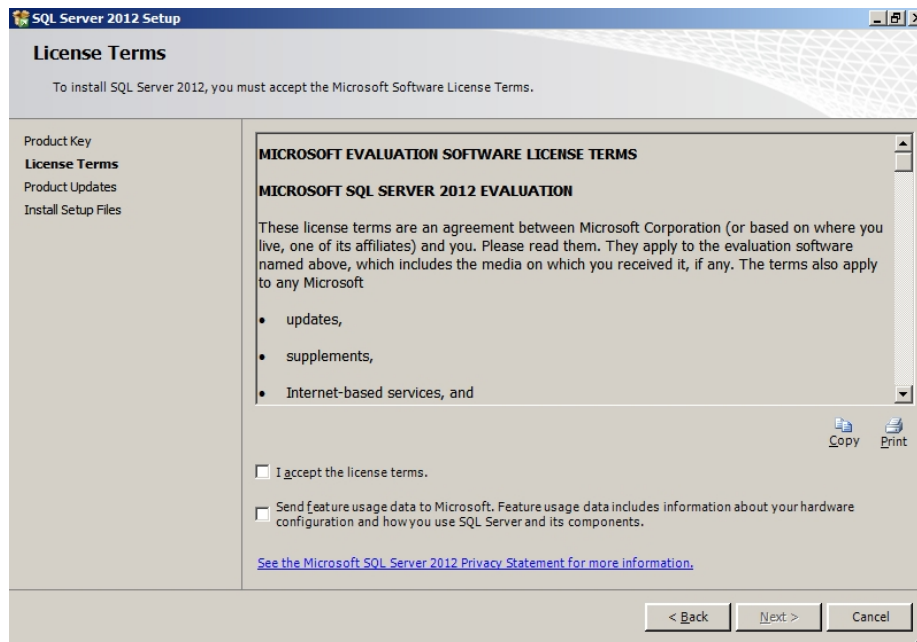 SQL Server 2012 Setup
License Terms
To install SQL Server 2012, you must accept the Microsoft Software License Terms.
Product Key
License Terms
Product Updates
Install Setup Files
MICROSOFT EVALUATION SOFTWARE LICENSE TERMS
MICROSOFT SQL SERVER 2012 EVALUATION
These license terms are an agreement between Microsoft Corporation (or based on where you
live, one of its affiliates) and you. Please read them. They apply to the evaluation software
named above, which includes the media on which you received it, if any. The terms also apply
to any Microsoft
• updates,
• supplements,
• Internet-based services, and
Copy Print
I accept the license terms.
Send feature usage data to Microsoft. Feature usage data includes information about your hardware
configuration and how you use SQL Server and its components.
See the Microsoft SQL Server 2012 Privacy Statement for more information.
< Back Next > Cancel